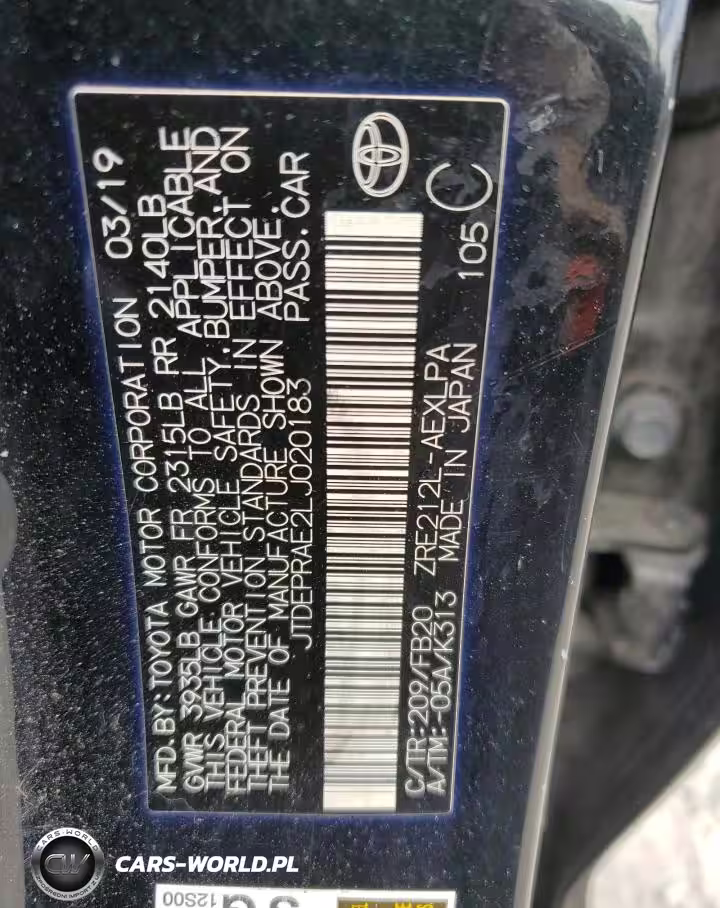 MFD. BY: TOYOTA MOTOR CORPORATION 03/19
GVWR 3935LB GAWR FR 2315LB RR 2140LB
THIS VEHICLE CONFORMS TO ALL APPLICABLE
FEDERAL MOTOR VEHICLE SAFETY, BUMPER, AND
THEFT PREVENTION STANDARDS IN EFFECT ON
THE DATE OF MANUFACTURE SHOWN ABOVE.
JTDEPRAE2LJ020183 PASS. CAR
C/TR: 209/FB20 ZRE212L-AEXLPA 105 C
A/TM: -05A/K313 MADE IN JAPAN
12S00
CW
CARS-WORLD.PL